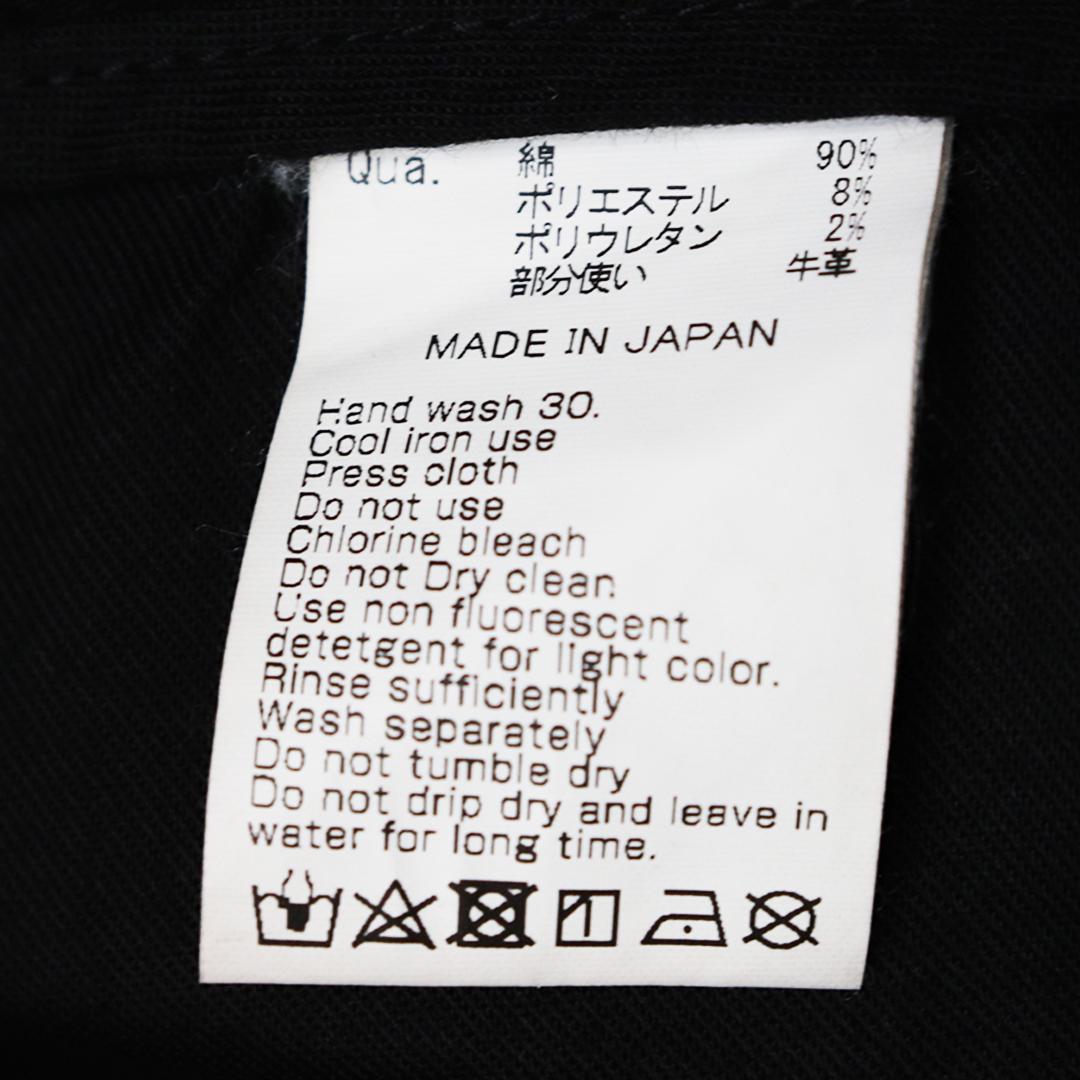 Qua. 綿 90%
ポリエステル 8%
ポリウレタン 2%
部分使い 牛革
MADE IN JAPAN
Hand wash 30.
Cool iron use
Press cloth
Do not use
Chlorine bleach
Do not Dry clean
Use non fluorescent
detetgent for light color.
Rinse sufficiently
Wash separately
Do not tumble dry
Do not drip dry and leave in
water for long time.